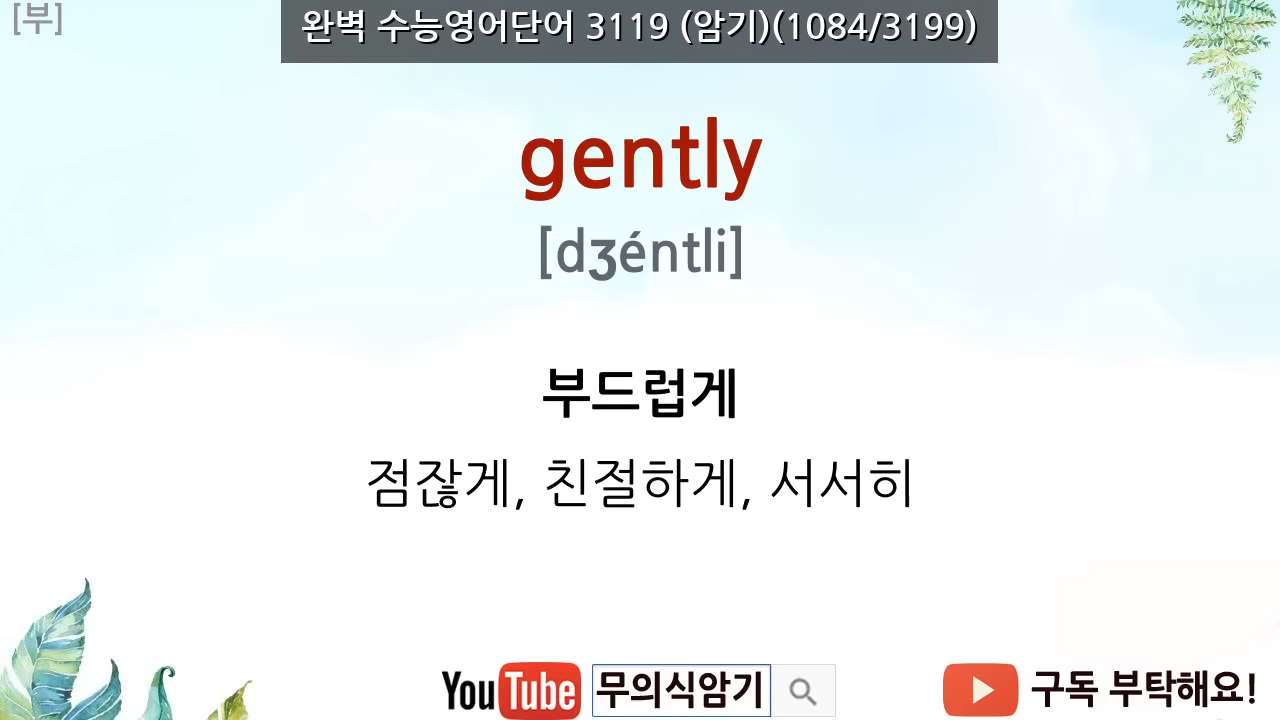 [부]
완벽 수능영어단어 3119 (암기)(1084/3199)
gently
[dʒéntli]
부드럽게
점잖게, 친절하게, 서서히
YouTube 무의식암기
구독 부탁해요!